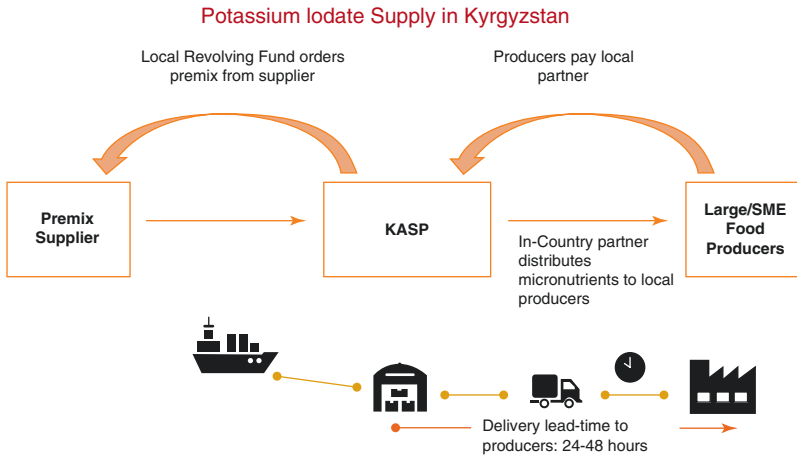 Potassium Iodate Supply in Kyrgyzstan
Local Revolving Fund orders
premix from supplier
Producers pay local
partner
Premix
Supplier
KASP
Large/SME
Food
Producers
In-Country partner
distributes
micronutrients to local
producers
Delivery lead-time to
producers: 24-48 hours